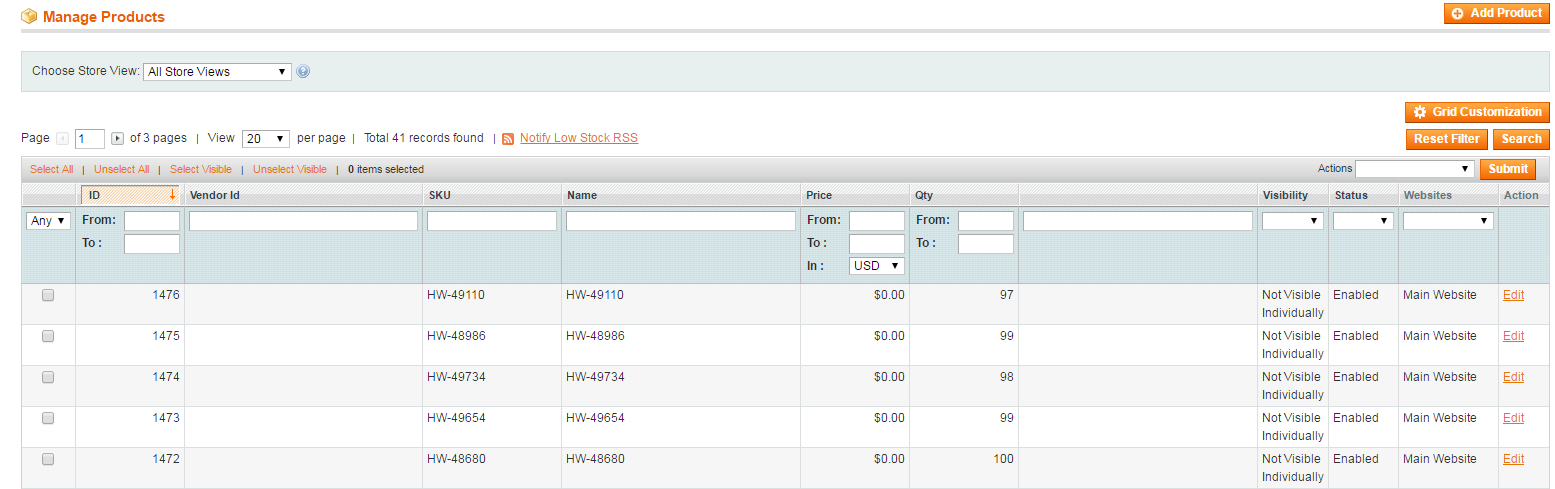 Manage Products
Add Product
Choose Store View: All Store Views
Grid Customization
Page 1 of 3 pages | View 20 per page | Total 41 records found | Notify Low Stock RSS
Reset Filter Search
Select All | Unselect All | Select Visible | Unselect Visible | 0 items selected
Actions Submit
ID Vendor Id SKU Name Price Qty Visibility Status Websites Action
Any From: From: From:
To : To : To :
In : USD
1476 HW-49110 HW-49110 $0.00 97 Not Visible Enabled Main Website Edit
Individually
1475 HW-48986 HW-48986 $0.00 99 Not Visible Enabled Main Website Edit
Individually
1474 HW-49734 HW-49734 $0.00 98 Not Visible Enabled Main Website Edit
Individually
1473 HW-49654 HW-49654 $0.00 99 Not Visible Enabled Main Website Edit
Individually
1472 HW-48680 HW-48680 $0.00 100 Not Visible Enabled Main Website Edit
Individually